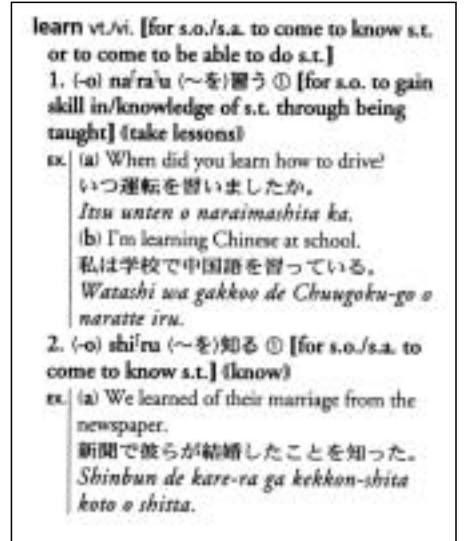 learn vt./vi. [for s.o./s.a. to come to know s.t.
or to come to be able to do s.t.]
1. (-o) na⌈ra⌉u (〜を)習う ① [for s.o. to gain
skill in/knowledge of s.t. through being
taught] 《take lessons》
EX. (a) When did you learn how to drive?
いつ運転を習いましたか。
Itsu unten o naraimashita ka.
(b) I'm learning Chinese at school.
私は学校で中国語を習っている。
Watashi wa gakkoo de Chuugoku-go o
naratte iru.
2. (-o) shi⌈ru (〜を)知る ① [for s.o./s.a. to
come to know s.t.] 《know》
EX. (a) We learned of their marriage from the
newspaper.
新聞で彼らが結婚したことを知った。
Shinbun de kare-ra ga kekkon-shita
koto o shitta.